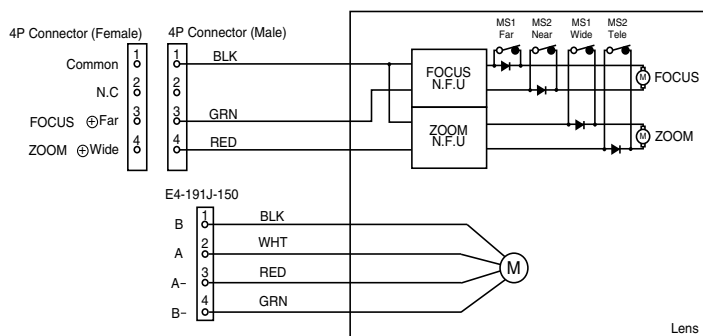 4P Connector (Female)
4P Connector (Male)
MS1 Far
MS2 Near
MS1 Wide
MS2 Tele
Common
1
1
BLK
N.C
2
2
FOCUS ⊕Far
3
3
GRN
ZOOM ⊕Wide
4
4
RED
FOCUS
N.F.U
ZOOM
N.F.U
M
FOCUS
M
ZOOM
E4-191J-150
B
1
BLK
A
2
WHT
A−
3
RED
B−
4
GRN
M
Lens